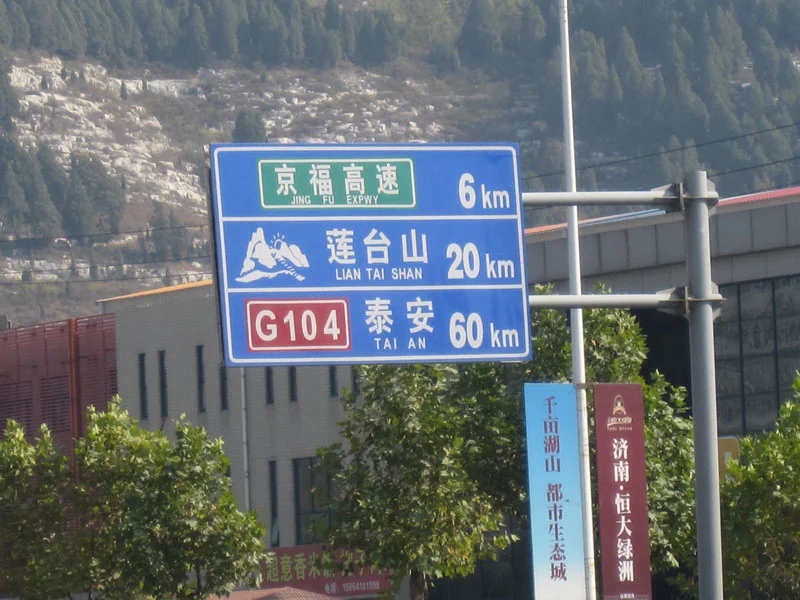 京福高速
JING FU EXPWY
6 km
莲台山
LIAN TAI SHAN
20 km
G104
泰安
TAI AN
60 km
千亩湖山 都市生态城
济南·恒大绿洲